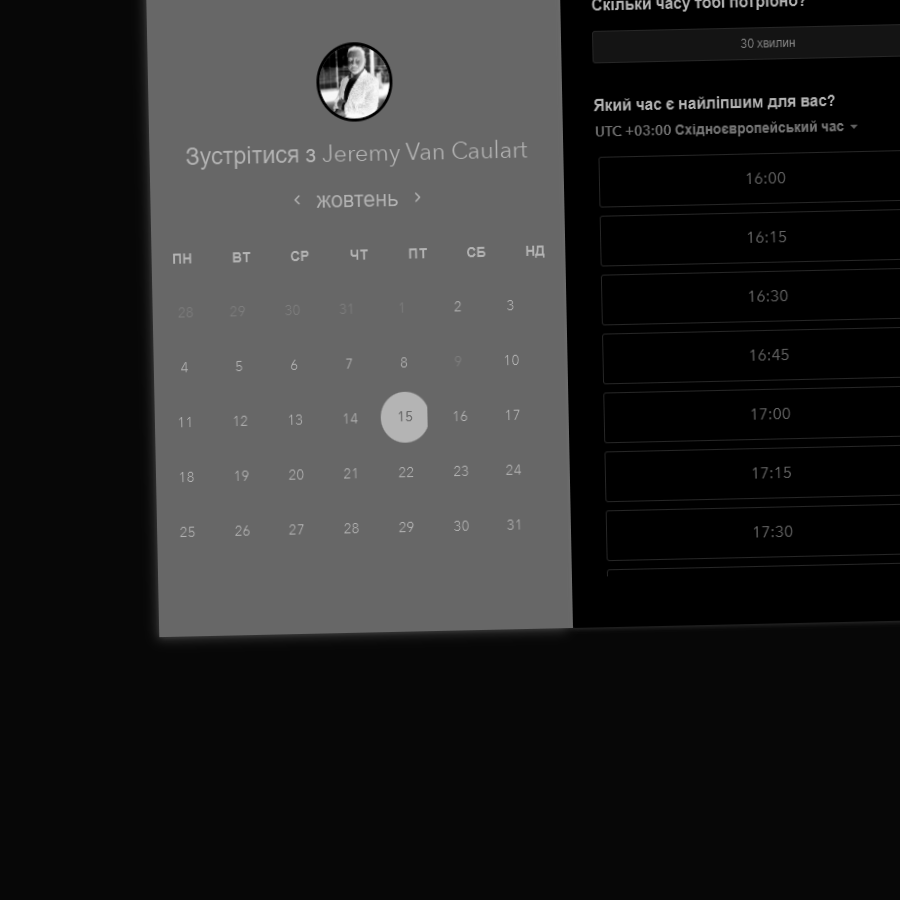 Зустрітися з Jeremy Van Caulart
‹ жовтень ›
ПН ВТ СР ЧТ ПТ СБ НД
28 29 30 31 1 2 3
4 5 6 7 8 9 10
11 12 13 14 15 16 17
18 19 20 21 22 23 24
25 26 27 28 29 30 31
Скільки часу тобі потрібно?
30 хвилин
Який час є найліпшим для вас?
UTC +03:00 Східноєвропейський час
16:00
16:15
16:30
16:45
17:00
17:15
17:30